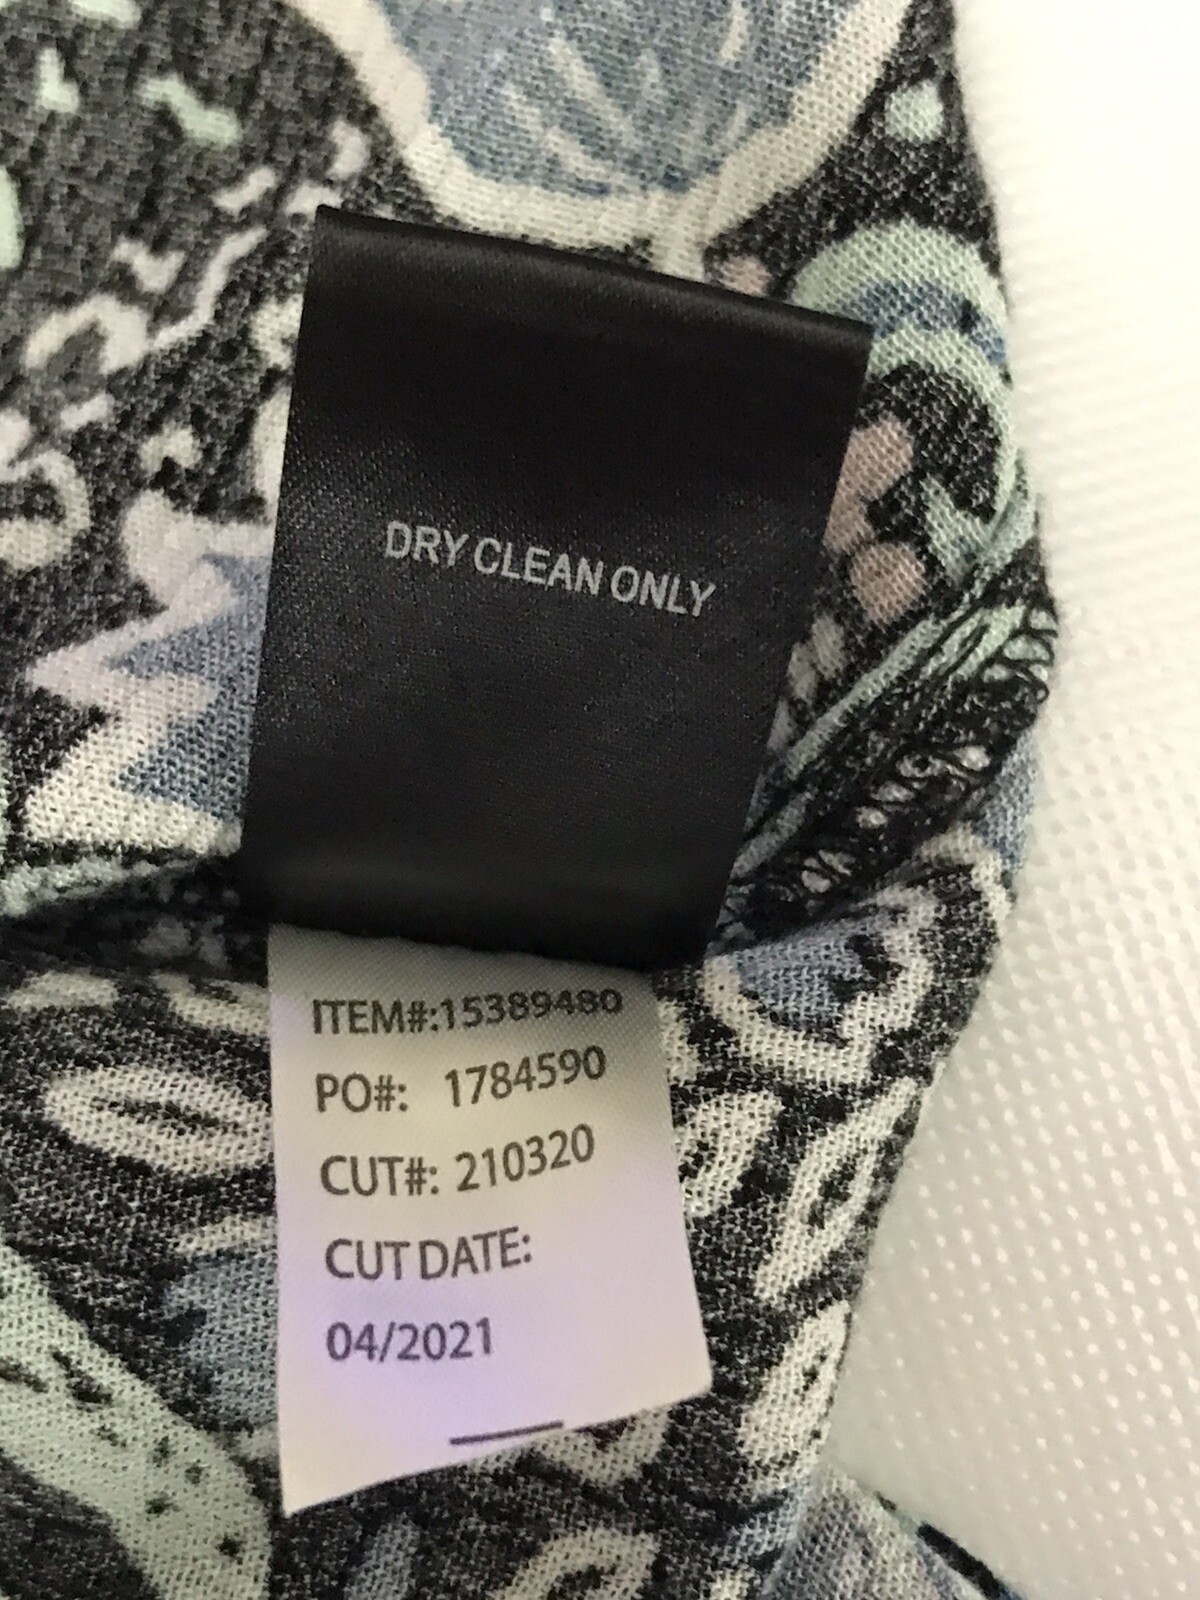 DRY CLEAN ONLY
ITEM#:15389480
PO#: 1784590
CUT#: 210320
CUT DATE:
04/2021